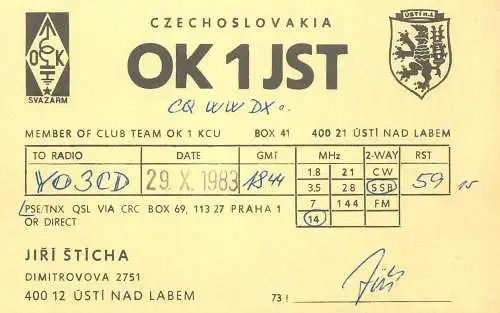 CZECHOSLOVAKIA
OK
SVAZARM
OK 1JST
ÚSTÍ n.L.
CQ WW DX.
MEMBER OF CLUB TEAM OK 1 KCU BOX 41 400 21 ÚSTÍ NAD LABEM
TO RADIO DATE GMT MHz 2-WAY RST
YO3CD 29. X. 1983 1844 1.8 21 CW 59 15
3.5 28 SSB
7 144 FM
14
PSE/TNX QSL VIA CRC BOX 69, 113 27 PRAHA 1
OR DIRECT
JIŘÍ ŠTÍCHA
DIMITROVOVA 2751
400 12 ÚSTÍ NAD LABEM
73! Jiří